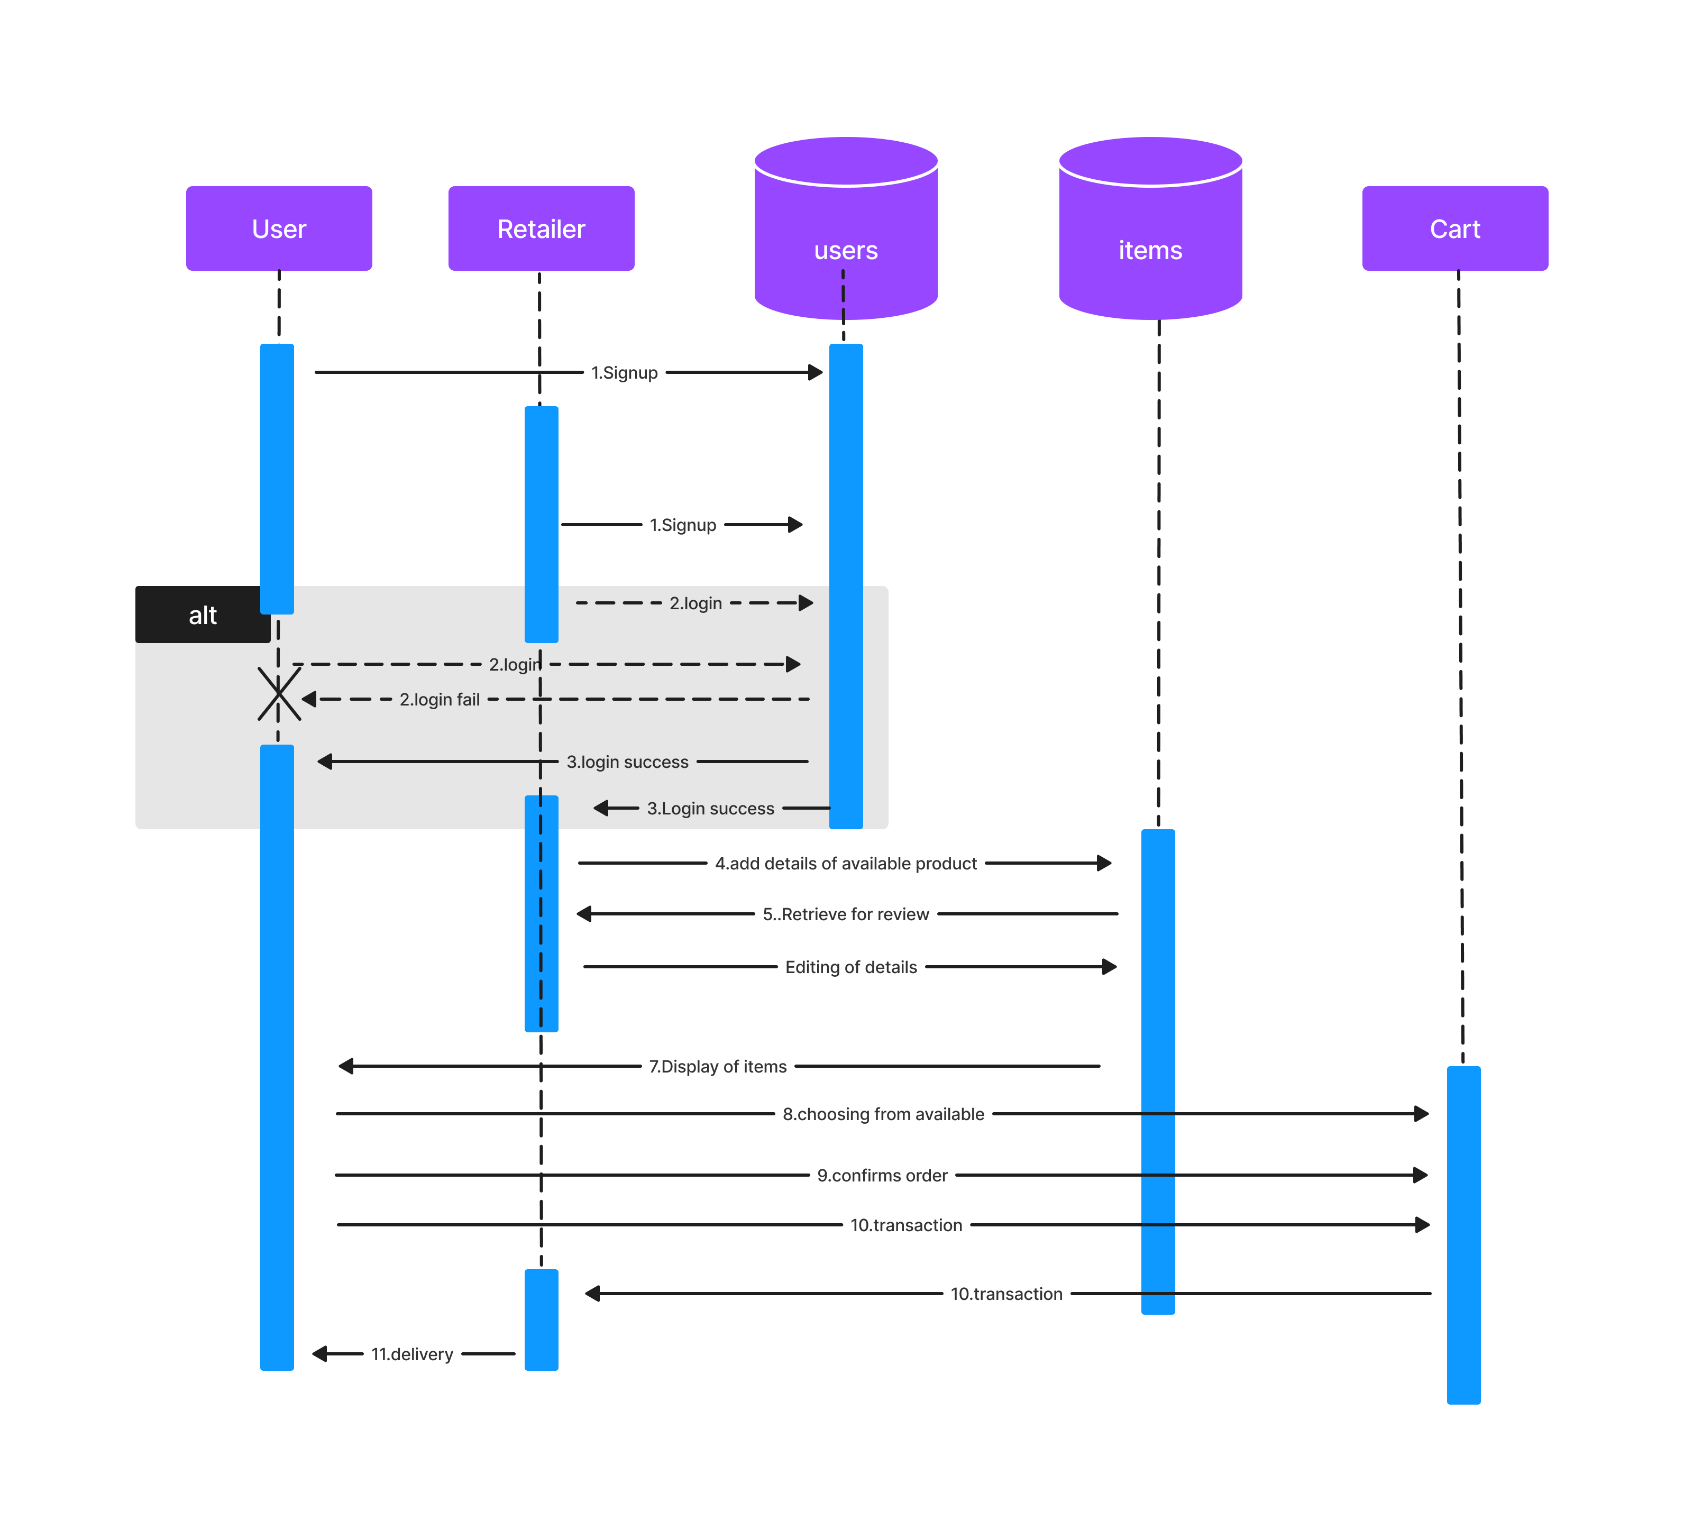 User
Retailer
users
items
Cart
1.Signup
1.Signup
alt
2.login
2.login
2.login fail
3.login success
3.Login success
4.add details of available product
5..Retrieve for review
Editing of details
7.Display of items
8.choosing from available
9.confirms order
10.transaction
10.transaction
11.delivery